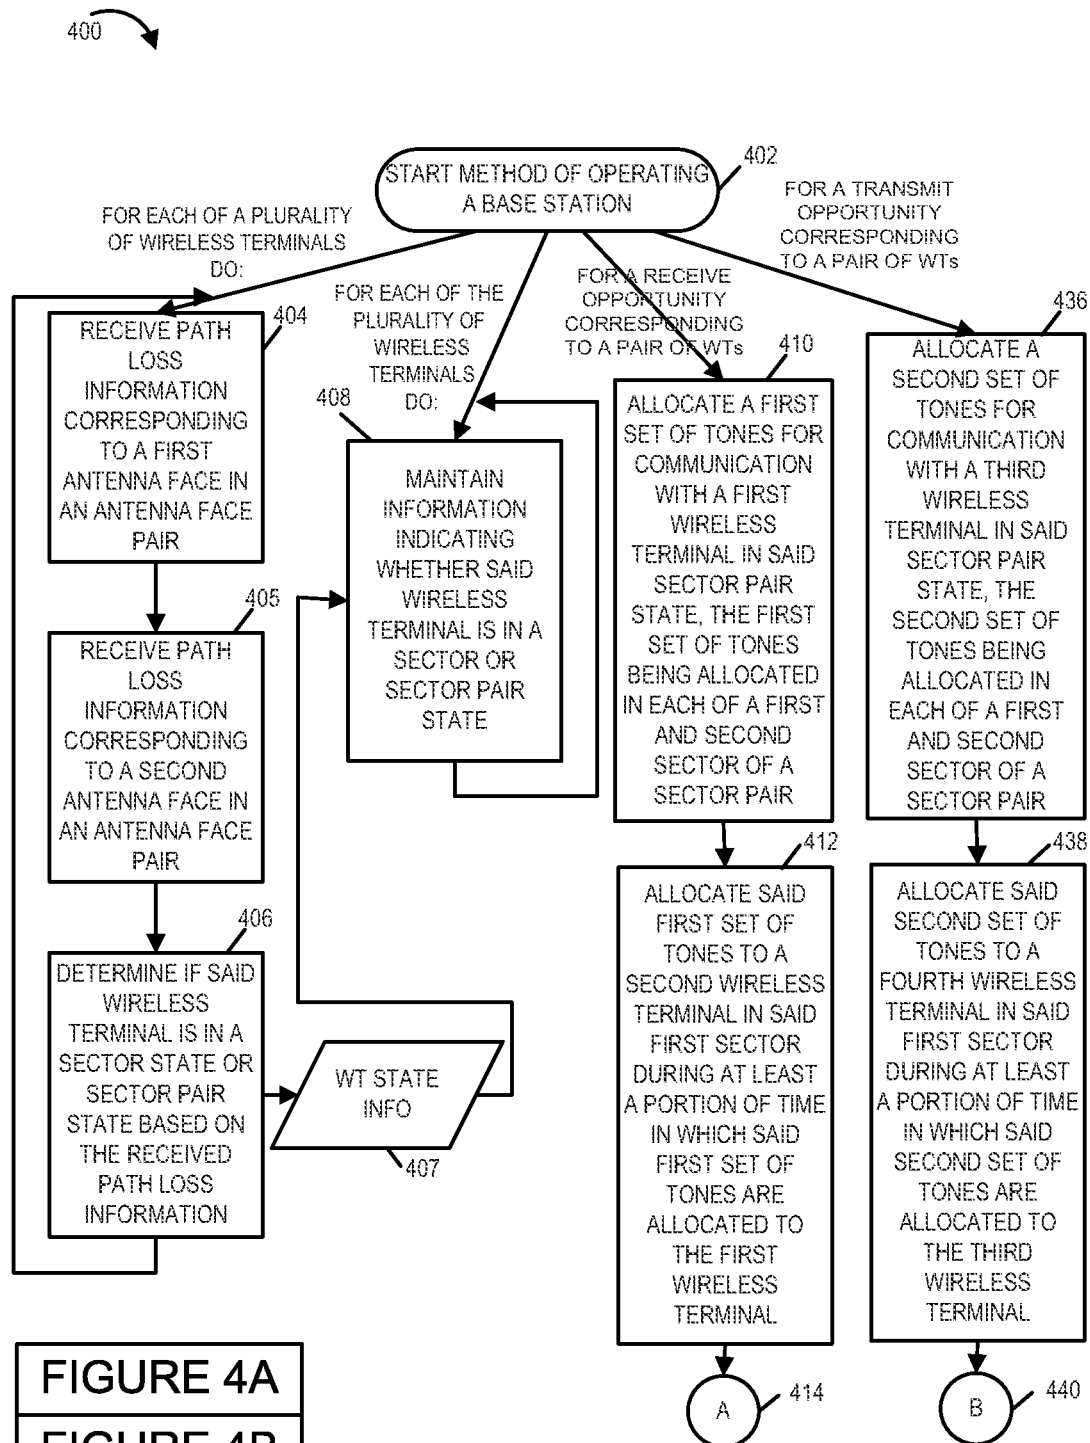 400
START METHOD OF OPERATING
A BASE STATION
402
FOR EACH OF A PLURALITY
OF WIRELESS TERMINALS
DO:
FOR EACH OF THE
PLURALITY OF
WIRELESS
TERMINALS
DO:
FOR A RECEIVE
OPPORTUNITY
CORRESPONDING
TO A PAIR OF WTs
FOR A TRANSMIT
OPPORTUNITY
CORRESPONDING
TO A PAIR OF WTs
404
RECEIVE PATH
LOSS
INFORMATION
CORRESPONDING
TO A FIRST
ANTENNA FACE IN
AN ANTENNA FACE
PAIR
405
RECEIVE PATH
LOSS
INFORMATION
CORRESPONDING
TO A SECOND
ANTENNA FACE IN
AN ANTENNA FACE
PAIR
406
DETERMINE IF SAID
WIRELESS
TERMINAL IS IN A
SECTOR STATE OR
SECTOR PAIR
STATE BASED ON
THE RECEIVED
PATH LOSS
INFORMATION
WT STATE
INFO
407
408
MAINTAIN
INFORMATION
INDICATING
WHETHER SAID
WIRELESS
TERMINAL IS IN A
SECTOR OR
SECTOR PAIR
STATE
410
ALLOCATE A FIRST
SET OF TONES FOR
COMMUNICATION
WITH A FIRST
WIRELESS
TERMINAL IN SAID
SECTOR PAIR
STATE, THE FIRST
SET OF TONES
BEING ALLOCATED
IN EACH OF A FIRST
AND SECOND
SECTOR OF A
SECTOR PAIR
412
ALLOCATE SAID
FIRST SET OF
TONES TO A
SECOND WIRELESS
TERMINAL IN SAID
FIRST SECTOR
DURING AT LEAST
A PORTION OF TIME
IN WHICH SAID
FIRST SET OF
TONES ARE
ALLOCATED TO
THE FIRST
WIRELESS
TERMINAL
A
414
436
ALLOCATE A
SECOND SET OF
TONES FOR
COMMUNICATION
WITH A THIRD
WIRELESS
TERMINAL IN SAID
SECTOR PAIR
STATE, THE
SECOND SET OF
TONES BEING
ALLOCATED IN
EACH OF A FIRST
AND SECOND
SECTOR OF A
SECTOR PAIR
438
ALLOCATE SAID
SECOND SET OF
TONES TO A
FOURTH WIRELESS
TERMINAL IN SAID
FIRST SECTOR
DURING AT LEAST
A PORTION OF TIME
IN WHICH SAID
SECOND SET OF
TONES ARE
ALLOCATED TO
THE THIRD
WIRELESS
TERMINAL
B
440
FIGURE 4A
FIGURE 4B